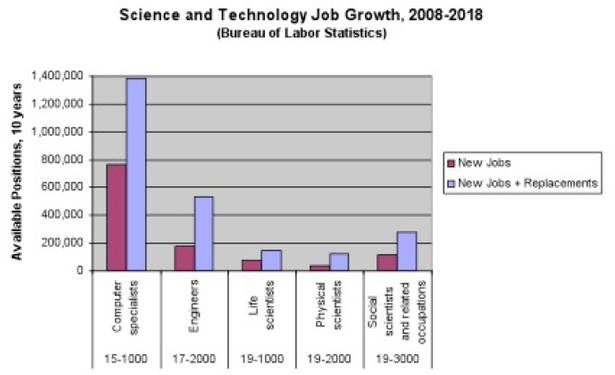 Science and Technology Job Growth, 2008-2018
(Bureau of Labor Statistics)
Available Positions, 10 years
1,400,000
1,200,000
1,000,000
800,000
600,000
400,000
200,000
0
Computer
specialists
Engineers
Life
scientists
Physical
scientists
Social
scientists
and related
occupations
15-1000
17-2000
19-1000
19-2000
19-3000
New Jobs
New Jobs + Replacements